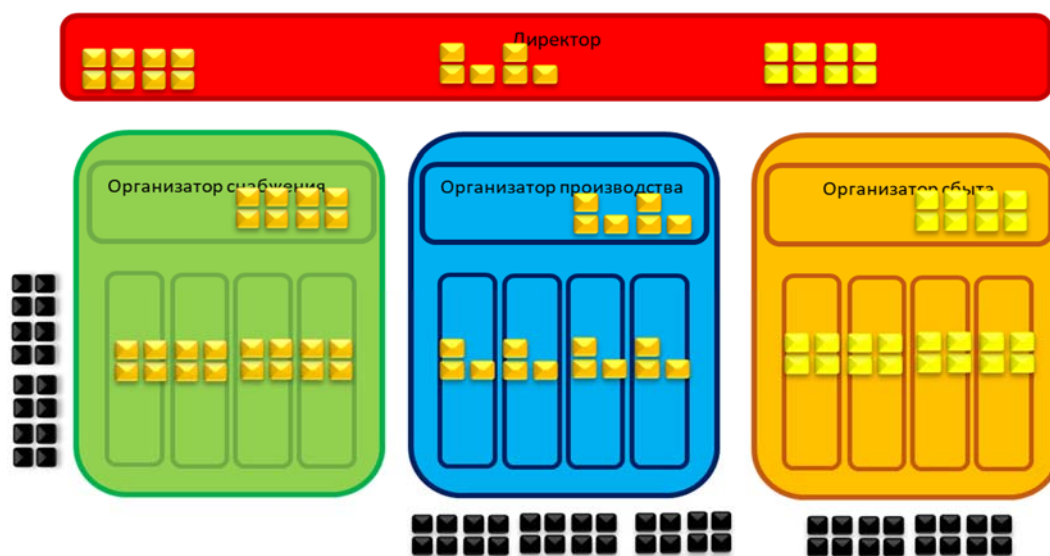 Директор
Организатор снабжения
Организатор производства
Организатор сбыта